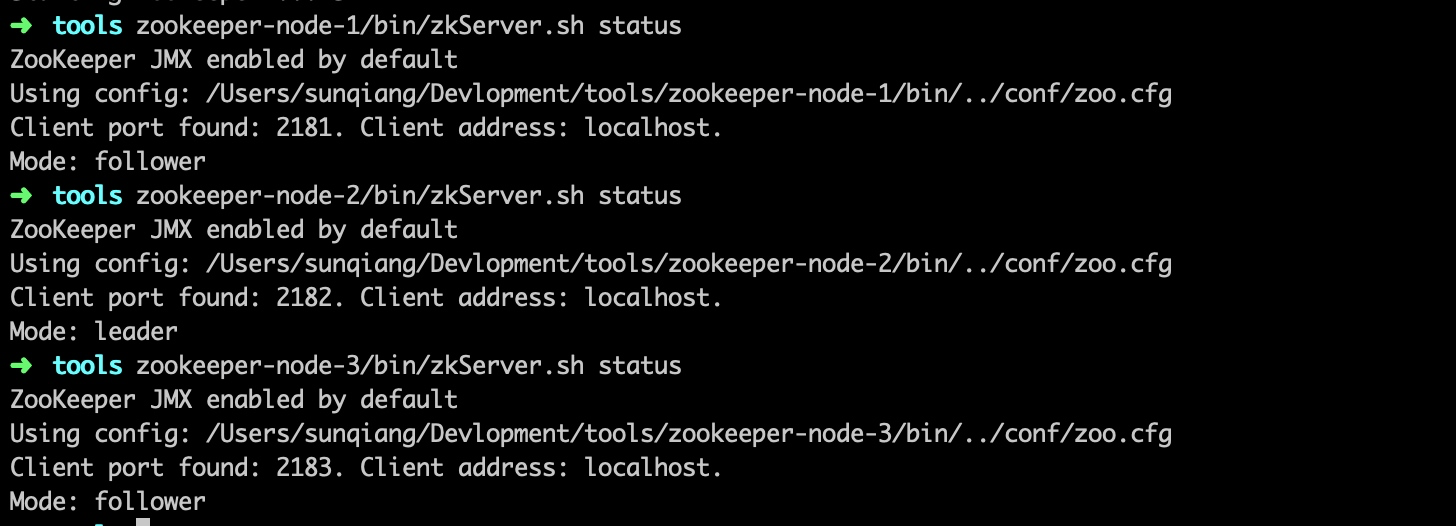 ➜ tools zookeeper-node-1/bin/zkServer.sh status
ZooKeeper JMX enabled by default
Using config: /Users/sunqiang/Devlopment/tools/zookeeper-node-1/bin/../conf/zoo.cfg
Client port found: 2181. Client address: localhost.
Mode: follower
➜ tools zookeeper-node-2/bin/zkServer.sh status
ZooKeeper JMX enabled by default
Using config: /Users/sunqiang/Devlopment/tools/zookeeper-node-2/bin/../conf/zoo.cfg
Client port found: 2182. Client address: localhost.
Mode: leader
➜ tools zookeeper-node-3/bin/zkServer.sh status
ZooKeeper JMX enabled by default
Using config: /Users/sunqiang/Devlopment/tools/zookeeper-node-3/bin/../conf/zoo.cfg
Client port found: 2183. Client address: localhost.
Mode: follower